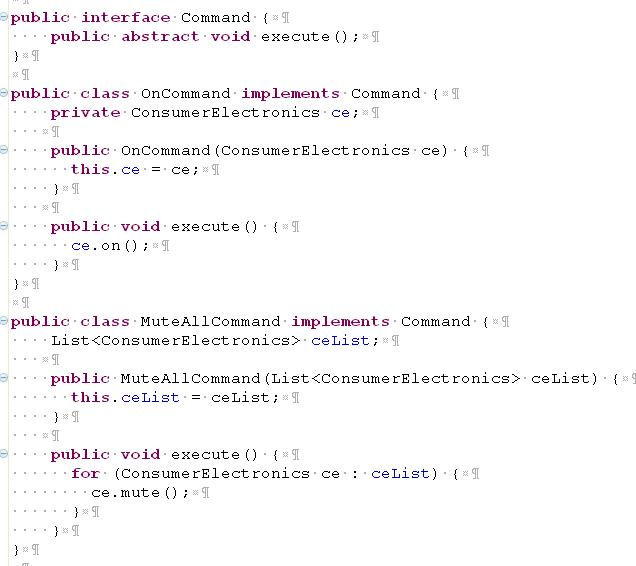 public interface Command {
    public abstract void execute();
}

public class OnCommand implements Command {
    private ConsumerElectronics ce;
    
    public OnCommand(ConsumerElectronics ce) {
      this.ce = ce;
    }
    
    public void execute() {
      ce.on();
    }
}

public class MuteAllCommand implements Command {
    List<ConsumerElectronics> ceList;
    
    public MuteAllCommand(List<ConsumerElectronics> ceList) {
      this.ceList = ceList;
    }
    
    public void execute() {
      for (ConsumerElectronics ce : ceList) {
        ce.mute();
      }
    }
}